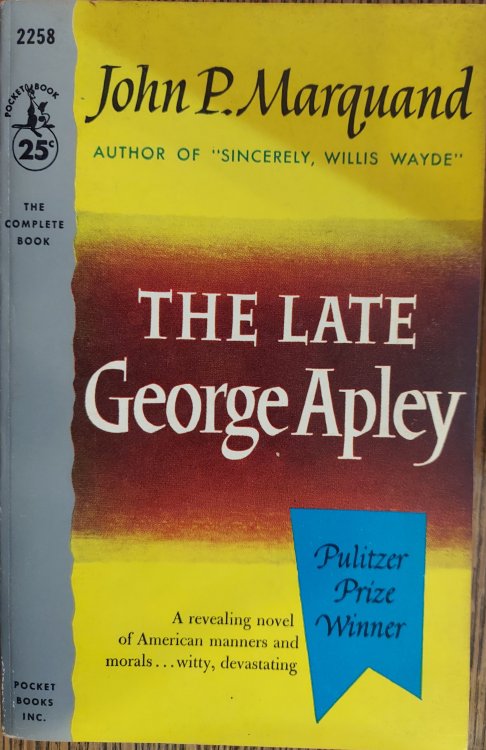 2258
POCKET BOOK
25¢
THE
COMPLETE
BOOK
John P. Marquand
AUTHOR OF "SINCERELY, WILLIS WAYDE"
THE LATE
George Apley
Pulitzer
Prize
Winner
A revealing novel
of American manners and
morals...witty, devastating
POCKET
BOOKS
INC.